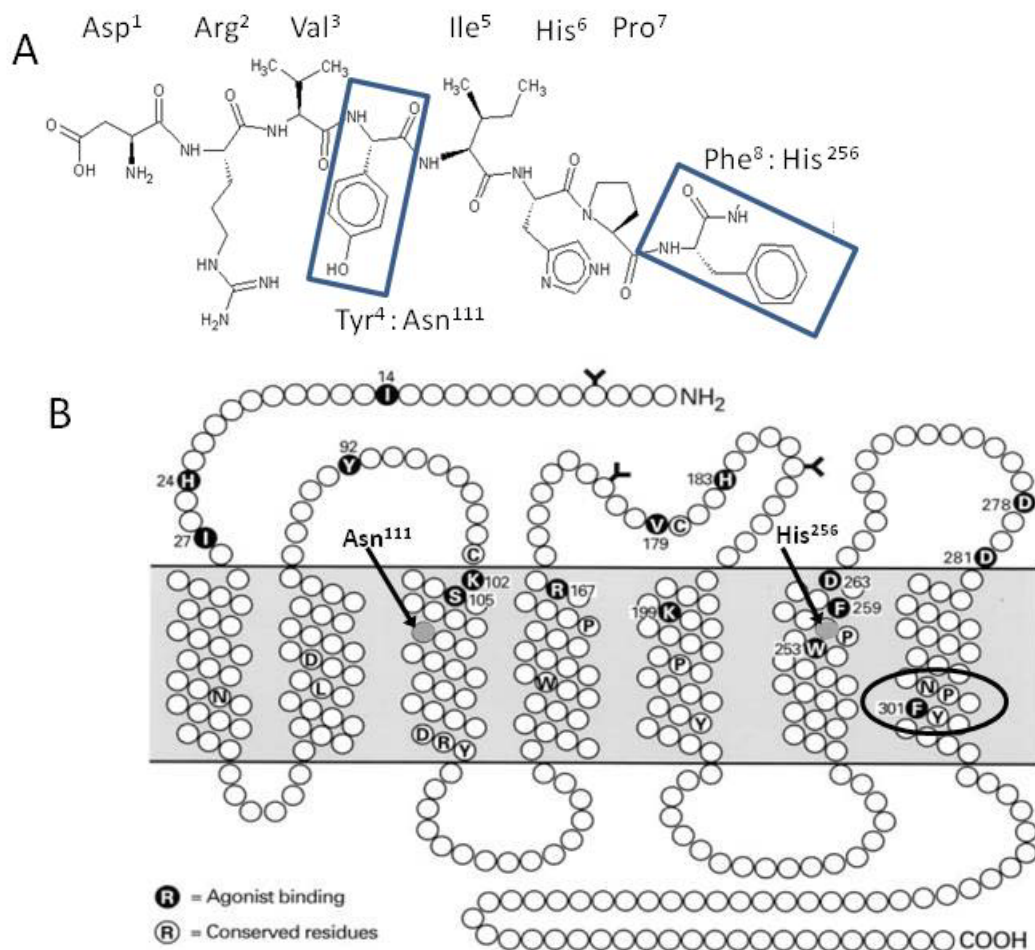 Asp¹ Arg² Val³ Ile⁵ His⁶ Pro⁷
A
H₃C CH₃ CH₃ H₃C
O O NH O
O NH NH
OH NH₂ NH O O O NH
Phe⁸ : His²⁵⁶
O NH
N NH
HN NH N NH O
H₂N HO
Tyr⁴ : Asn¹¹¹
B
14 I NH₂
92 Y
24 H 183 H
278 D
27 I V C
179
Asn¹¹¹ His²⁵⁶
C 281 D
K 102 R 167 D 263
S 105 199 K F 259
P 253 W P
D P
N L W N P
301 F
Y Y
D R Y
R = Agonist binding
R = Conserved residues
COOH